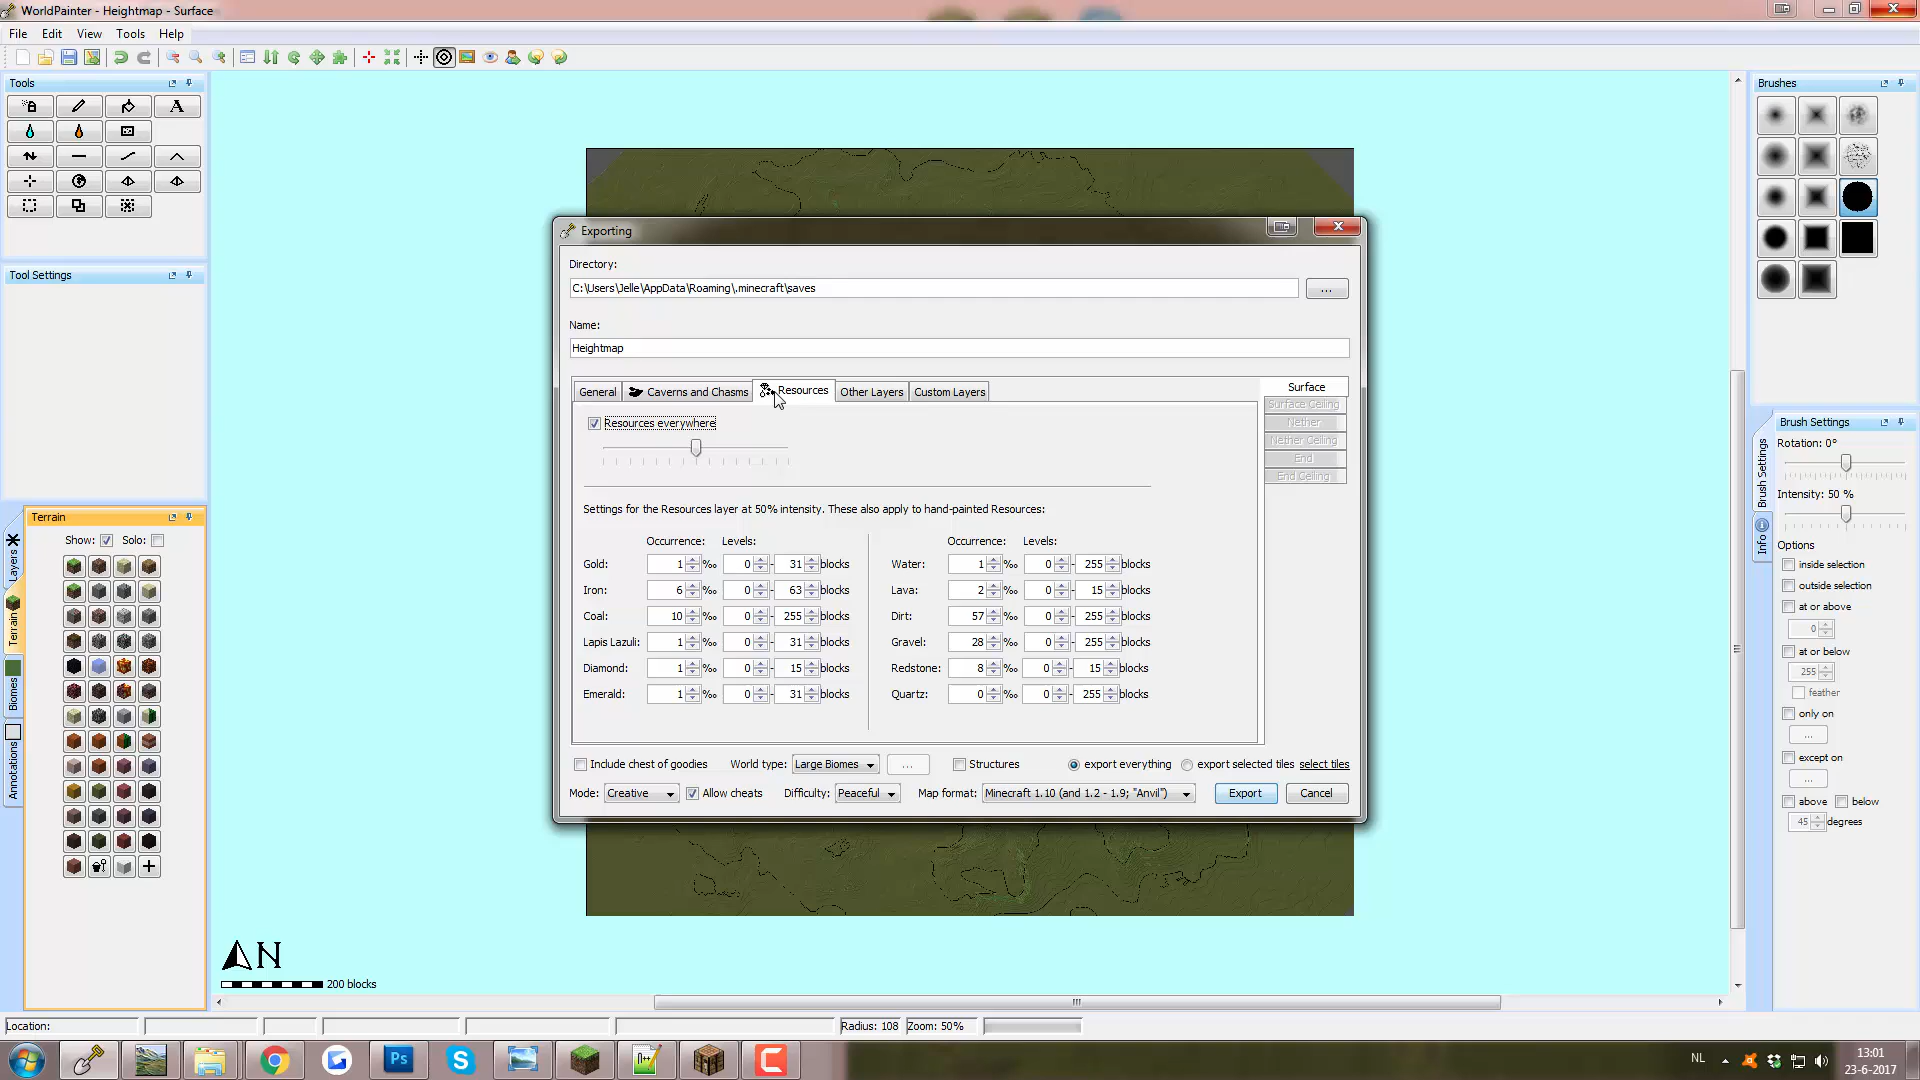 WorldPainter - Heightmap - Surface
File Edit View Tools Help
Tools
A
Tool Settings
Terrain
Show: Solo:
Layers
Terrain
Biomes
Annotations
N
200 blocks
Exporting
Directory:
C:\Users\Jelle\AppData\Roaming\.minecraft\saves
...
Name:
Heightmap
General Caverns and Chasms Resources Other Layers Custom Layers
Surface
Surface Ceiling
Nether
Nether Ceiling
End
End Ceiling
Resources everywhere
Settings for the Resources layer at 50% intensity. These also apply to hand-painted Resources:
Occurrence: Levels: Occurrence: Levels:
Gold: 1 ‰ 0 - 31 blocks Water: 1 ‰ 0 - 255 blocks
Iron: 6 ‰ 0 - 63 blocks Lava: 2 ‰ 0 - 15 blocks
Coal: 10 ‰ 0 - 255 blocks Dirt: 57 ‰ 0 - 255 blocks
Lapis Lazuli: 1 ‰ 0 - 31 blocks Gravel: 28 ‰ 0 - 255 blocks
Diamond: 1 ‰ 0 - 15 blocks Redstone: 8 ‰ 0 - 15 blocks
Emerald: 1 ‰ 0 - 31 blocks Quartz: 0 ‰ 0 - 255 blocks
Include chest of goodies World type: Large Biomes ... Structures export everything export selected tiles select tiles
Mode: Creative Allow cheats Difficulty: Peaceful Map format: Minecraft 1.10 (and 1.2 - 1.9; "Anvil") Export Cancel
Brushes
Brush Settings
Info
Brush Settings
Rotation: 0°
Intensity: 50 %
Options
inside selection
outside selection
at or above
0
at or below
255
feather
only on
...
except on
...
above below
45 degrees
Location: Radius: 108 Zoom: 50%
Ps
S
N++
C
NL
13:01
23-6-2017